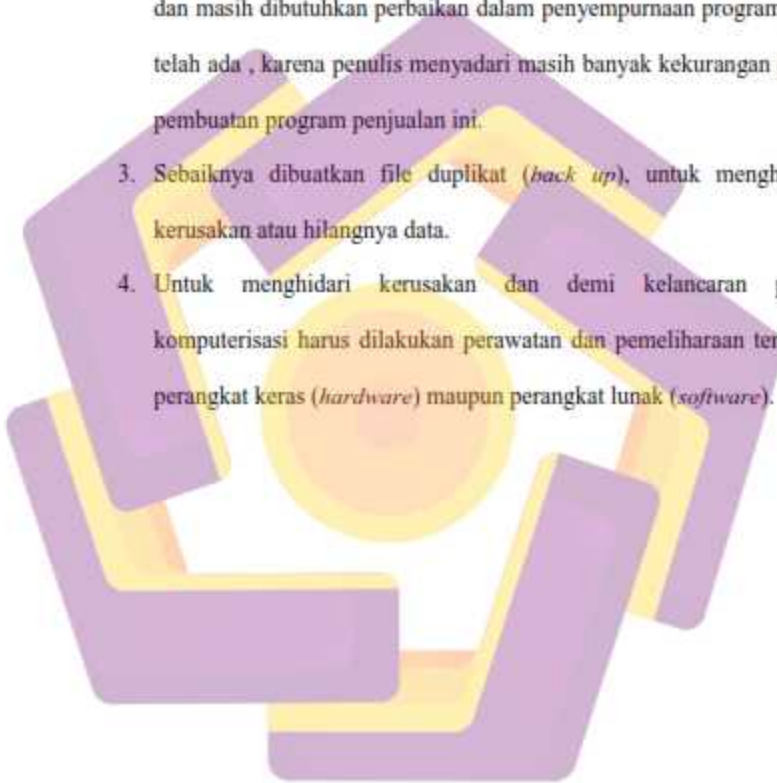 dan masih dibutuhkan perbaikan dalam penyempurnaan program
telah ada , karena penulis menyadari masih banyak kekurangan
pembuatan program penjualan ini.
3. Sebaiknya dibuatkan file duplikat (back up), untuk mengh
kerusakan atau hilangnya data.
4. Untuk menghidari kerusakan dan demi kelancaran p
komputerisasi harus dilakukan perawatan dan pemeliharaan ter
perangkat keras (hardware) maupun perangkat lunak (software).